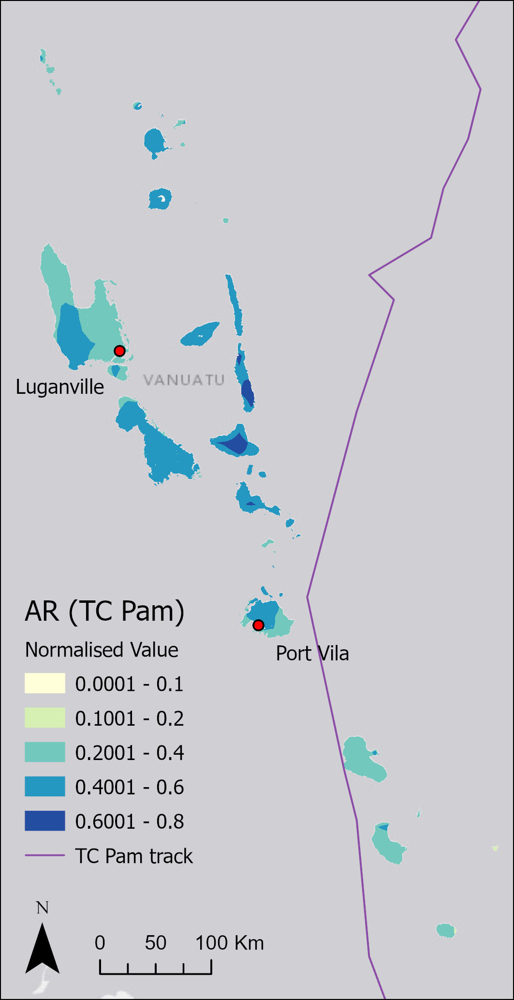 Luganville
VANUATU
AR (TC Pam)
Normalised Value
Port Vila
0.0001 - 0.1
0.1001 - 0.2
0.2001 - 0.4
0.4001 - 0.6
0.6001 - 0.8
TC Pam track
N
0 50 100 Km